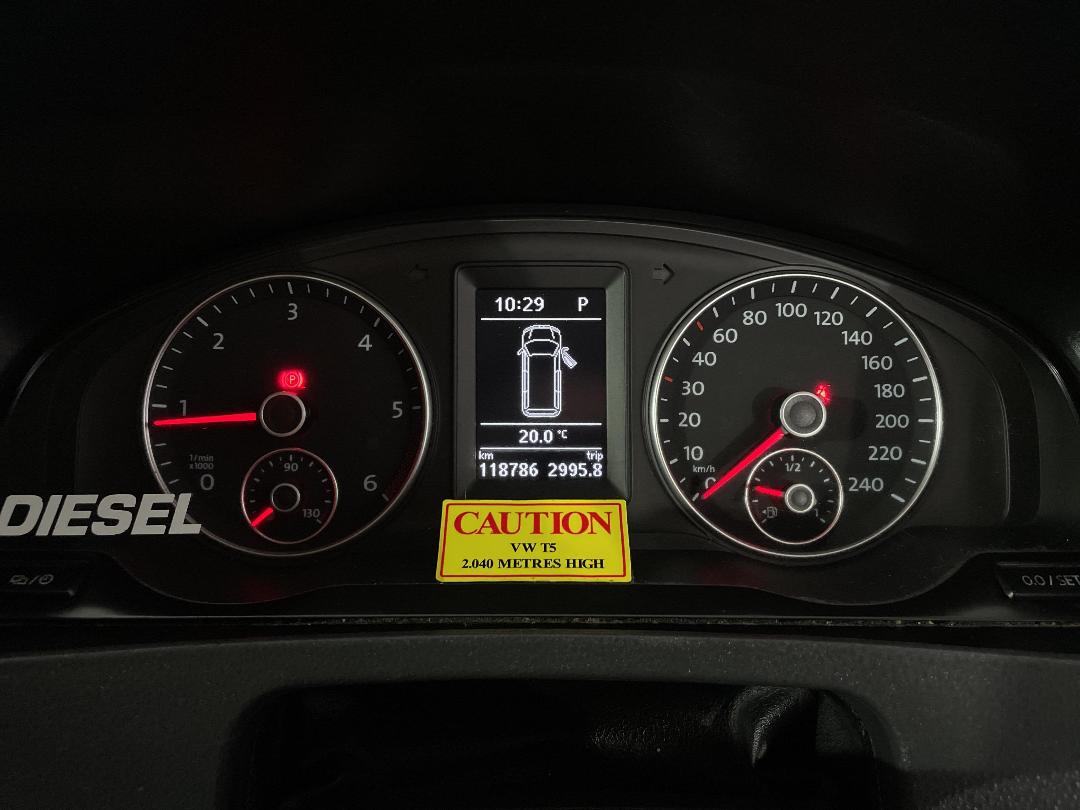 10:29 P
20.0 °C
km trip
118786 2995.8
0 1 2 3 4 5 6
1/min
x1000
90
130
P
0 10 20 30 40 60 80 100 120 140 160 180 200 220 240
km/h
1/2
1
DIESEL
CAUTION
VW T5
2.040 METRES HIGH
0.0 / SET